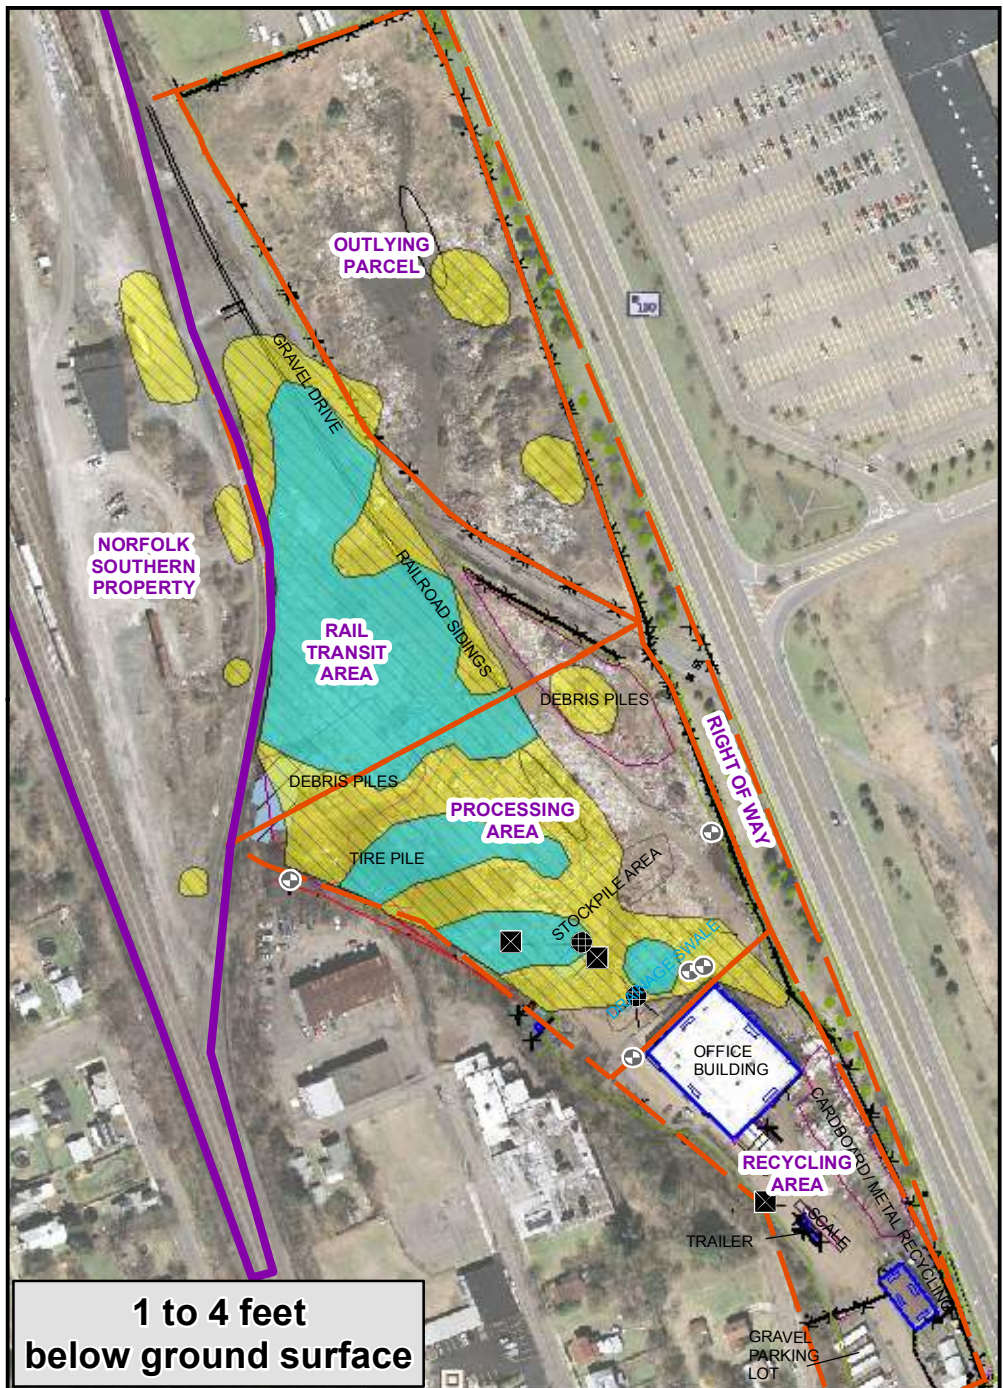 OUTLYING
PARCEL
GRAVEL DRIVE
NORFOLK
SOUTHERN
PROPERTY
RAILROAD SIDINGS
RAIL
TRANSIT
AREA
DEBRIS PILES
RIGHT OF WAY
DEBRIS PILES
PROCESSING
AREA
TIRE PILE
STOCKPILE AREA
DRAINAGE SWALE
OFFICE
BUILDING
CARDBOARD/ METAL RECYCLING
RECYCLING
AREA
SCALE
TRAILER
GRAVEL
PARKING
LOT
1 to 4 feet
below ground surface